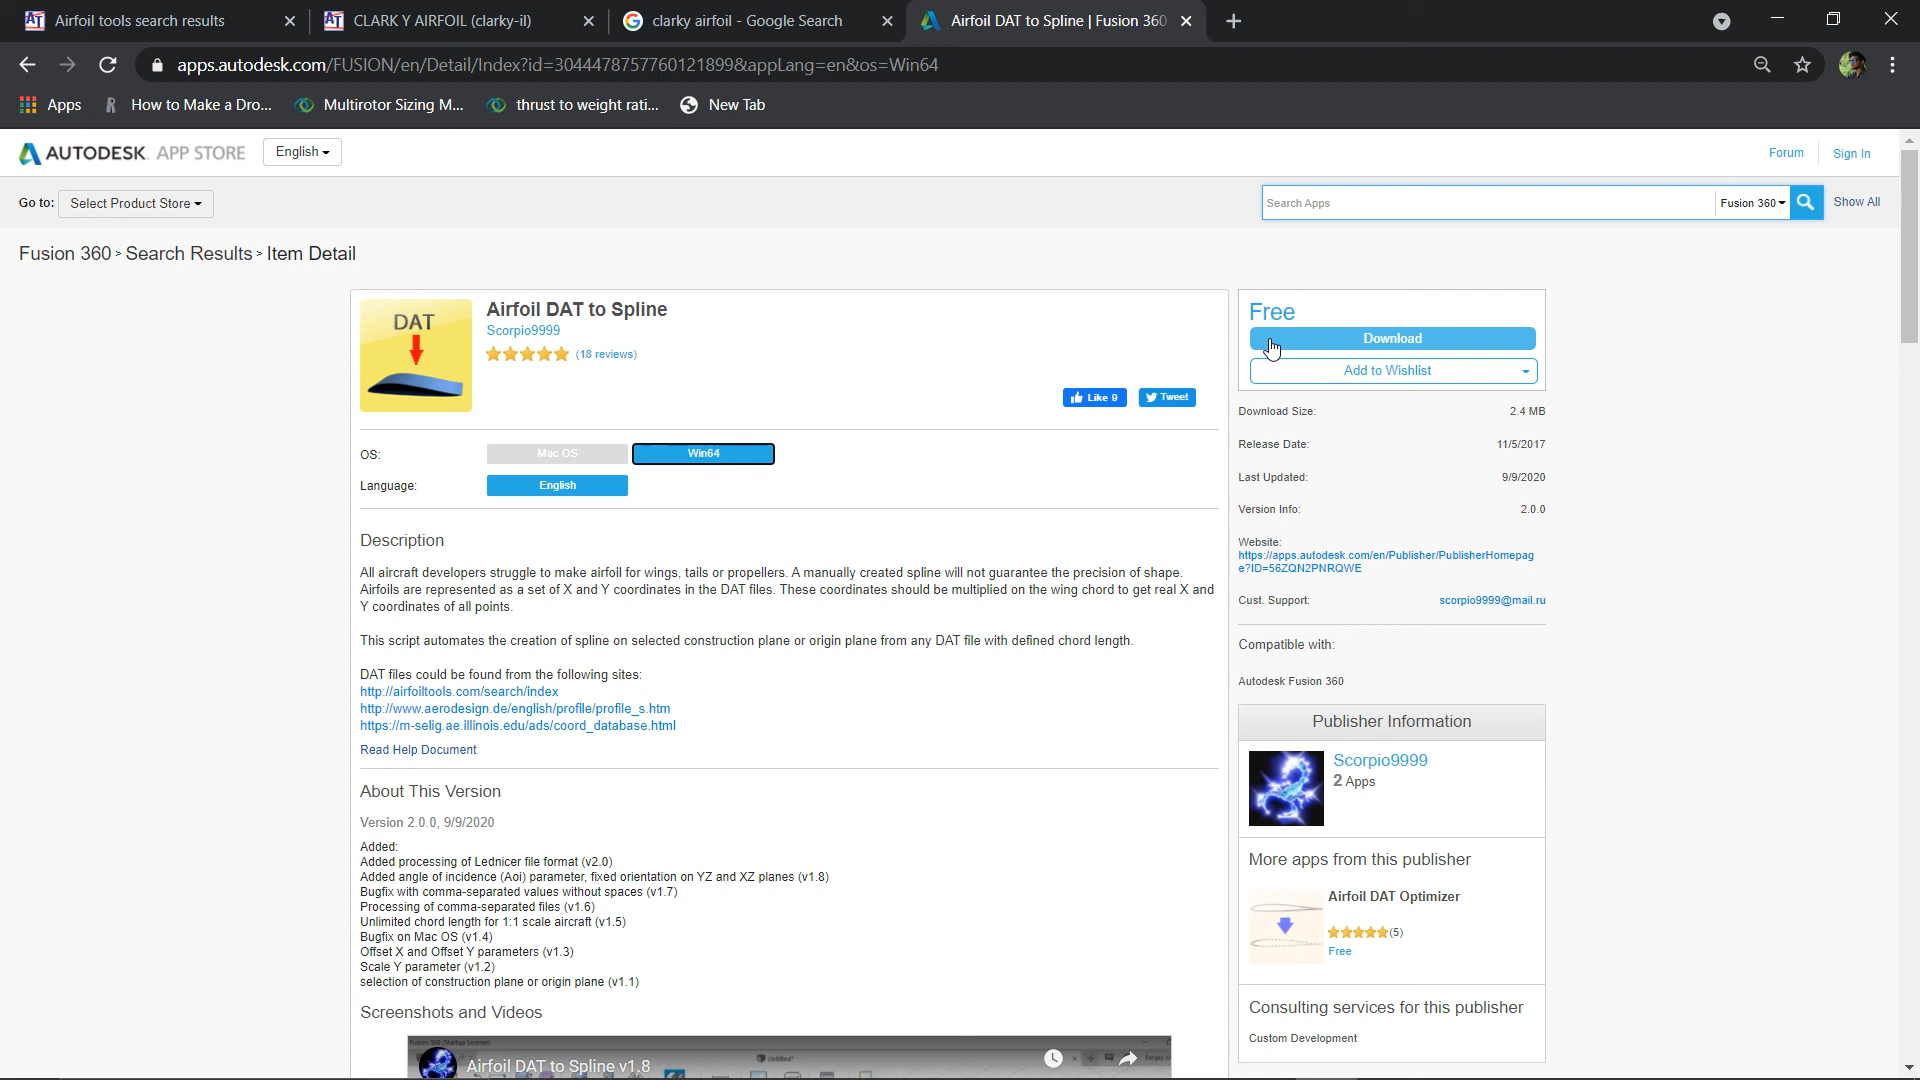 Airfoil tools search results
CLARK Y AIRFOIL (clarky-il)
clarky airfoil - Google Search
Airfoil DAT to Spline | Fusion 360
apps.autodesk.com/FUSION/en/Detail/Index?id=3044478757760121899&appLang=en&os=Win64
Apps
How to Make a Dro...
Multirotor Sizing M...
thrust to weight rati...
New Tab
AUTODESK. APP STORE
English
Forum
Sign In
Go to:
Select Product Store
Search Apps
Fusion 360
Show All
Fusion 360 > Search Results > Item Detail
DAT
Airfoil DAT to Spline
Scorpio9999
(18 reviews)
Like 9
Tweet
OS:
Mac OS
Win64
Language:
English
Description
All aircraft developers struggle to make airfoil for wings, tails or propellers. A manually created spline will not guarantee the precision of shape.
Airfoils are represented as a set of X and Y coordinates in the DAT files. These coordinates should be multiplied on the wing chord to get real X and
Y coordinates of all points.
This script automates the creation of spline on selected construction plane or origin plane from any DAT file with defined chord length.
DAT files could be found from the following sites:
http://airfoiltools.com/search/index
http://www.aerodesign.de/english/profile/profile_s.htm
https://m-selig.ae.illinois.edu/ads/coord_database.html
Read Help Document
About This Version
Version 2.0.0, 9/9/2020
Added:
Added processing of Lednicer file format (v2.0)
Added angle of incidence (Aoi) parameter, fixed orientation on YZ and XZ planes (v1.8)
Bugfix with comma-separated values without spaces (v1.7)
Processing of comma-separated files (v1.6)
Unlimited chord length for 1:1 scale aircraft (v1.5)
Bugfix on Mac OS (v1.4)
Offset X and Offset Y parameters (v1.3)
Scale Y parameter (v1.2)
selection of construction plane or origin plane (v1.1)
Screenshots and Videos
Airfoil DAT to Spline v1.8
Free
Download
Add to Wishlist
Download Size:
2.4 MB
Release Date:
11/5/2017
Last Updated:
9/9/2020
Version Info:
2.0.0
Website:
https://apps.autodesk.com/en/Publisher/PublisherHomepag
e?ID=56ZQN2PNRQWE
Cust. Support:
scorpio9999@mail.ru
Compatible with:
Autodesk Fusion 360
Publisher Information
Scorpio9999
2 Apps
More apps from this publisher
Airfoil DAT Optimizer
(5)
Free
Consulting services for this publisher
Custom Development